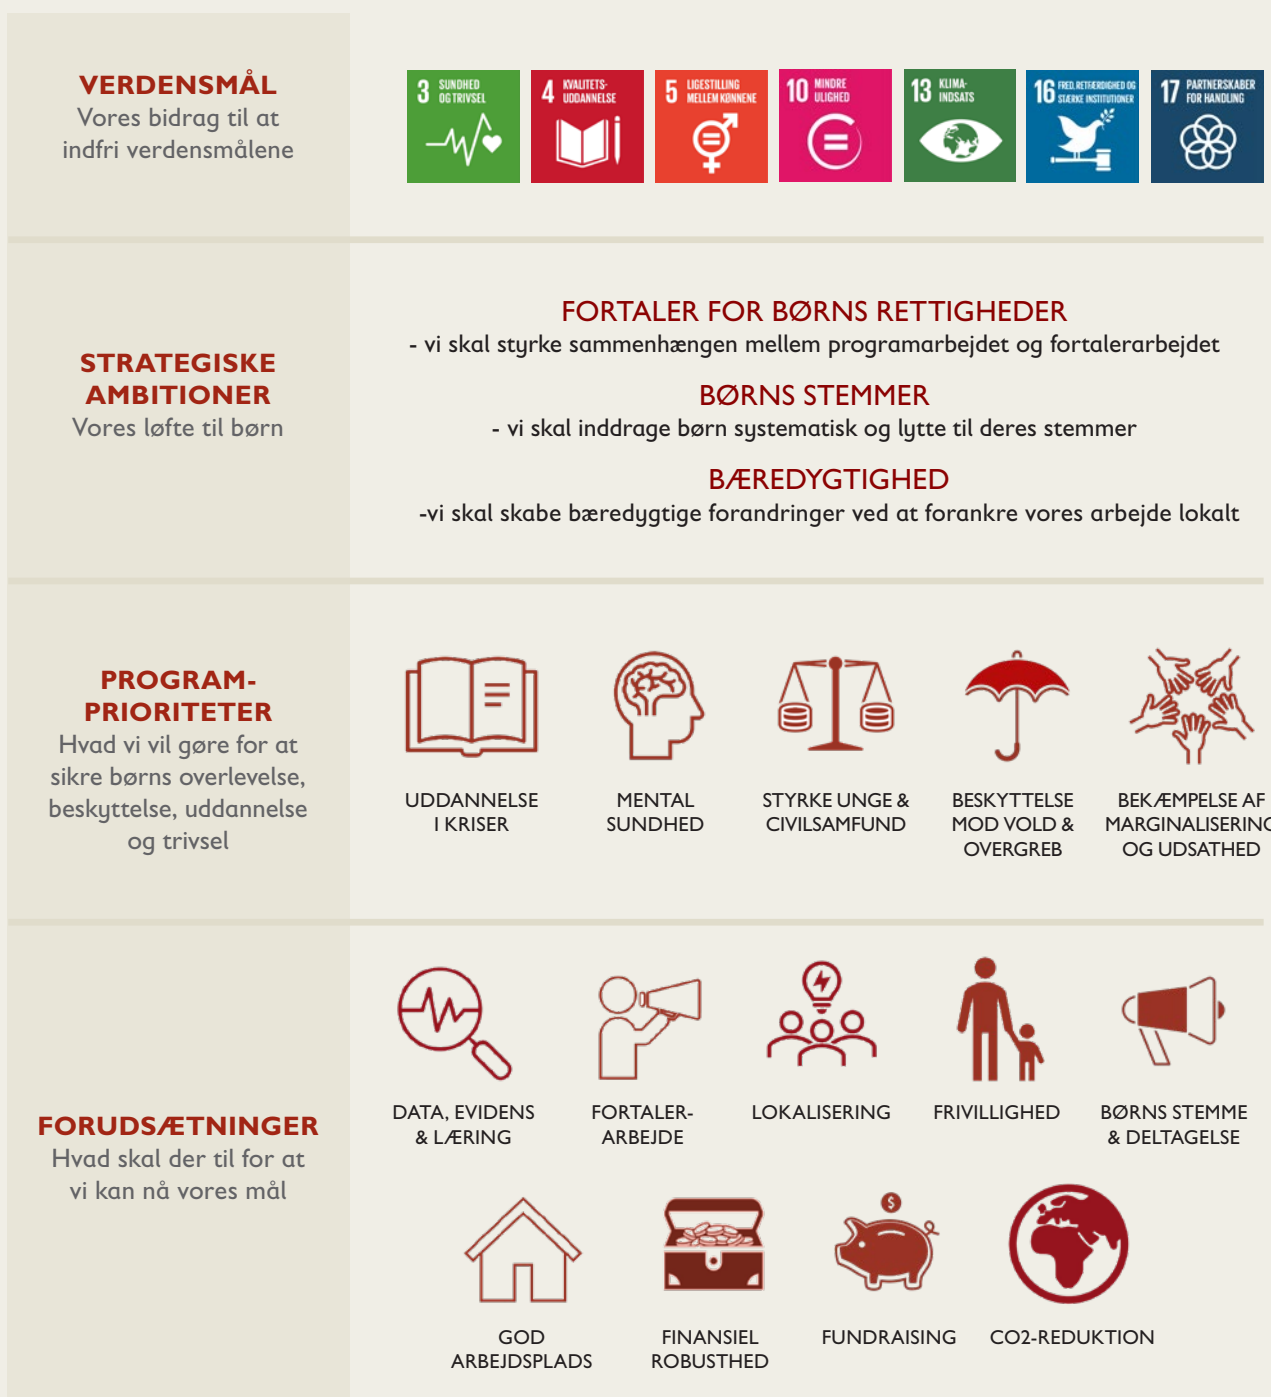 VERDENSMÅL
Vores bidrag til at
indfri verdensmålene
3 SUNDHED
OG TRIVSEL
4 KVALITETS-
UDDANNELSE
5 LIGESTILLING
MELLEM KØNNENE
10 MINDRE
ULIGHED
13 KLIMA-
INDSATS
16 FRED, RETFÆRDIGHED OG
STÆRKE INSTITUTIONER
17 PARTNERSKABER
FOR HANDLING
STRATEGISKE
AMBITIONER
Vores løfte til børn
FORTALER FOR BØRNS RETTIGHEDER
- vi skal styrke sammenhængen mellem programarbejdet og fortalerarbejdet
BØRNS STEMMER
- vi skal inddrage børn systematisk og lytte til deres stemmer
BÆREDYGTIGHED
-vi skal skabe bæredygtige forandringer ved at forankre vores arbejde lokalt
PROGRAM-
PRIORITETER
Hvad vi vil gøre for at
sikre børns overlevelse,
beskyttelse, uddannelse
og trivsel
UDDANNELSE
I KRISER
MENTAL
SUNDHED
STYRKE UNGE &
CIVILSAMFUND
BESKYTTELSE
MOD VOLD &
OVERGREB
BEKÆMPELSE AF
MARGINALISERING
OG UDSATHED
FORUDSÆTNINGER
Hvad skal der til for at
vi kan nå vores mål
DATA, EVIDENS
& LÆRING
FORTALER-
ARBEJDE
LOKALISERING
FRIVILLIGHED
BØRNS STEMME
& DELTAGELSE
$
GOD
ARBEJDSPLADS
FINANSIEL
ROBUSTHED
FUNDRAISING
CO2-REDUKTION